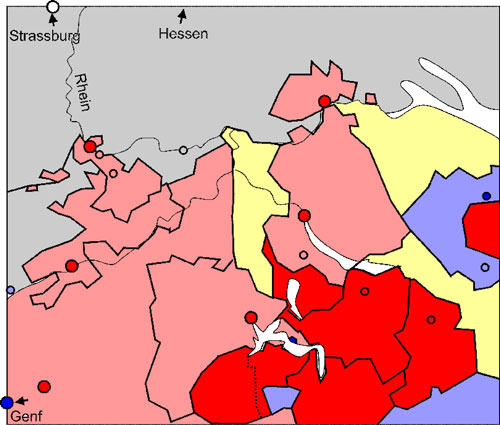 Strassburg
Hessen
Rhein
Genf